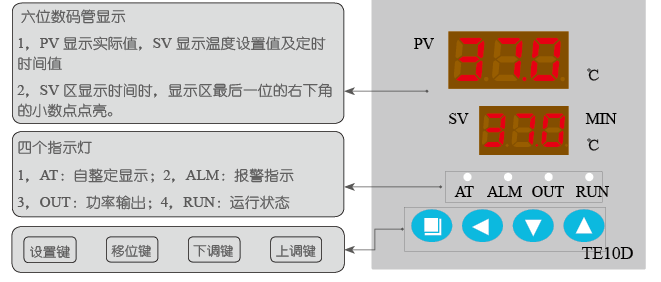 六位数码管显示
1，PV 显示实际值，SV 显示温度设置值及定时
时间值
2，SV 区显示时间时，显示区最后一位的右下角
的小数点点亮。
四个指示灯
1，AT：自整定显示；2，ALM：报警指示
3，OUT：功率输出；4，RUN：运行状态
设置键 移位键 下调键 上调键
PV 370 ℃
SV 370 MIN
℃
AT ALM OUT RUN
TE10D